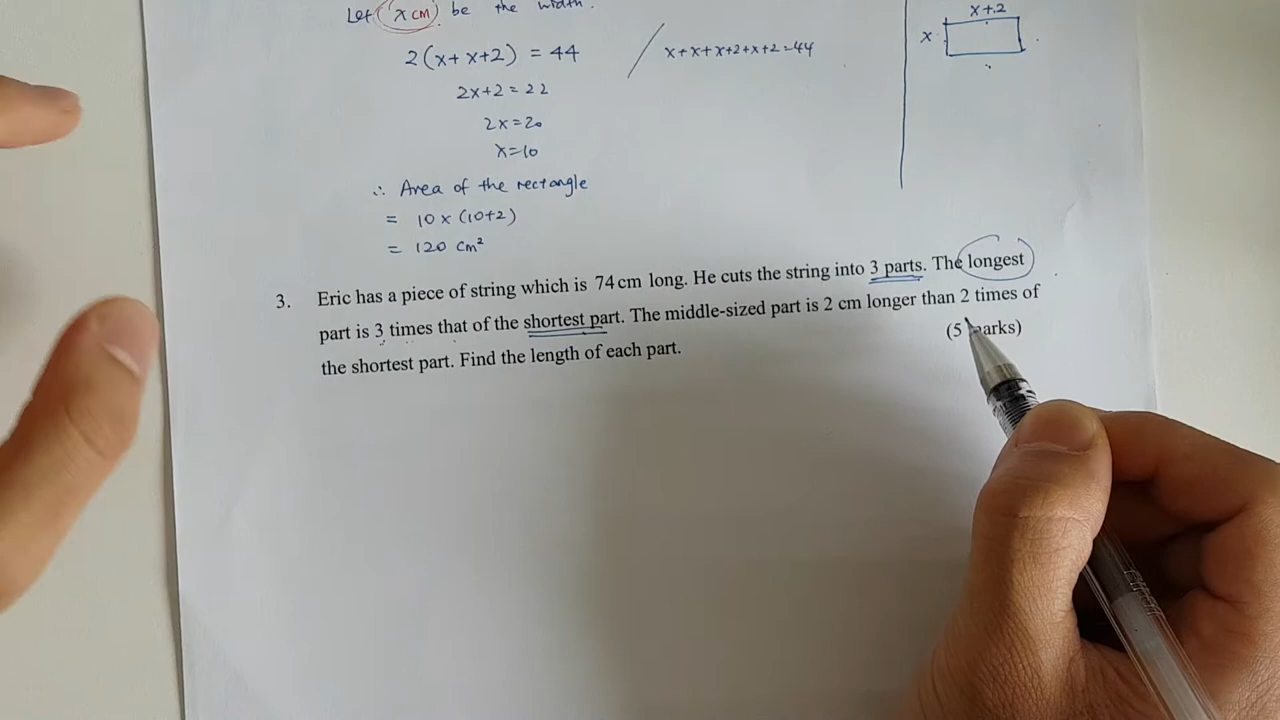 Let x cm be the width.
x+2
2(x+x+2) = 44 / x+x+x+2+x+2=44
x
2x+2=22
2x=20
x=10
∴ Area of the rectangle
= 10 x (10+2)
= 120 cm²
3. Eric has a piece of string which is 74 cm long. He cuts the string into 3 parts. The longest
part is 3 times that of the shortest part. The middle-sized part is 2 cm longer than 2 times of
the shortest part. Find the length of each part. (5 marks)